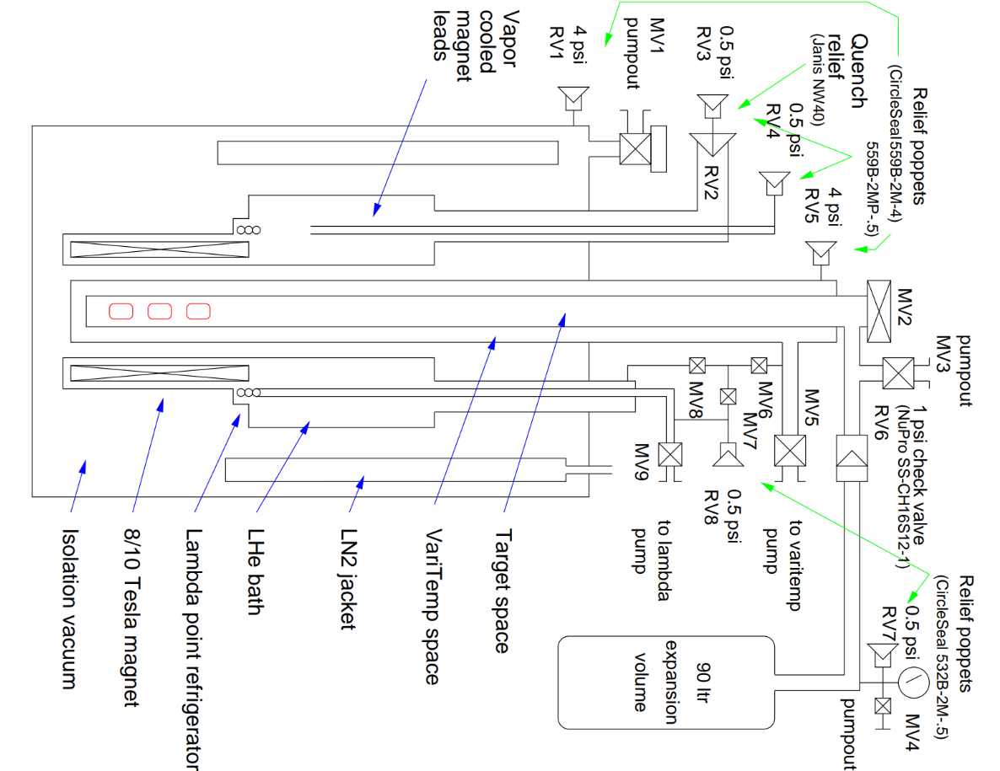 Vapor
cooled
magnet
leads
4 psi
RV1
MV1
pumpout
0.5 psi
RV3
Quench
relief
(Janis NW40)
0.5 psi
RV4
RV2
Relief poppets
(CircleSeal559B-2M-4)
559B-2MP-.5)
4 psi
RV5
MV2
pumpout
MV3
1 psi check valve
(NuPro SS-CH16S12-1)
RV6
MV5
MV6
MV7
MV8
MV9
0.5 psi
RV8
to lambda
pump
to varitemp
pump
Relief poppets
(CircleSeal 532B-2M-.5)
0.5 psi
RV7
MV4
pumpout
90 ltr
expansion
volume
Target space
VariTemp space
LN2 jacket
LHe bath
Lambda point refrigerator
8/10 Tesla magnet
Isolation vacuum